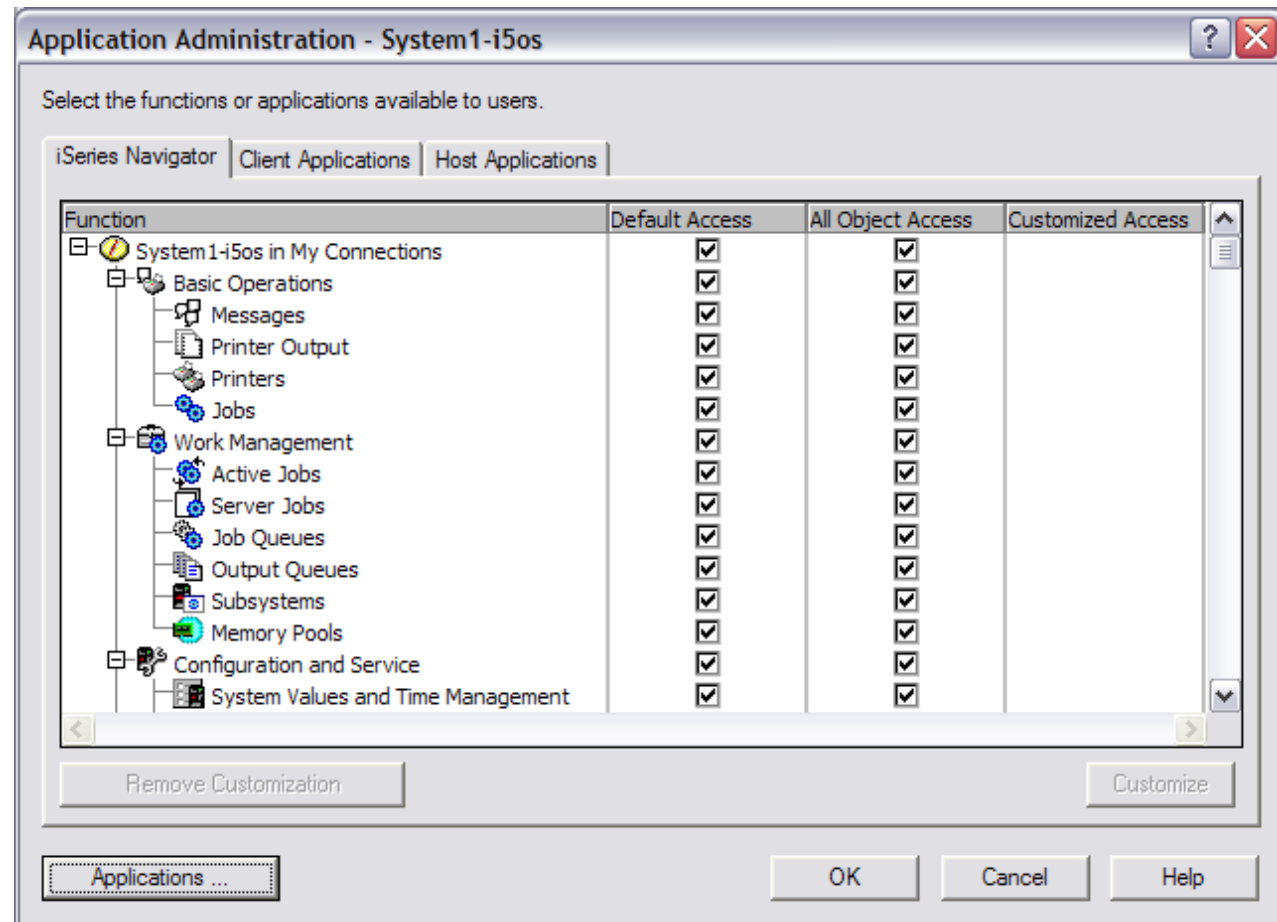 Application Administration - System1-i5os
Select the functions or applications available to users.
iSeries Navigator Client Applications Host Applications
Function Default Access All Object Access Customized Access
System1-i5os in My Connections
Basic Operations
Messages
Printer Output
Printers
Jobs
Work Management
Active Jobs
Server Jobs
Job Queues
Output Queues
Subsystems
Memory Pools
Configuration and Service
System Values and Time Management
Remove Customization Customize
Applications ... OK Cancel Help